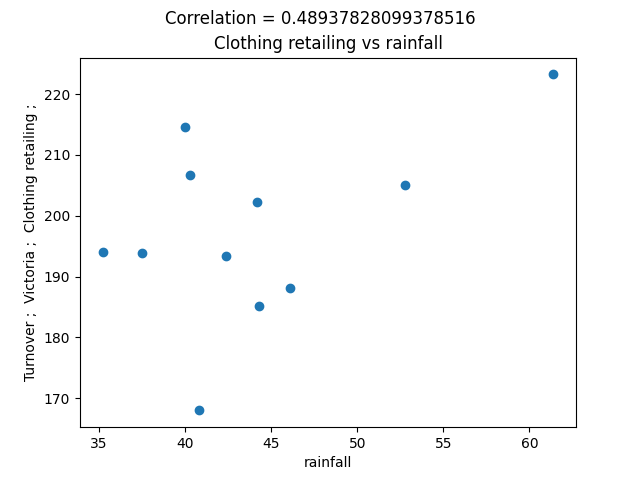 Correlation = 0.48937828099378516
Clothing retailing vs rainfall
Turnover ;  Victoria ;  Clothing retailing ;
220
210
200
190
180
170
35 40 45 50 55 60
rainfall